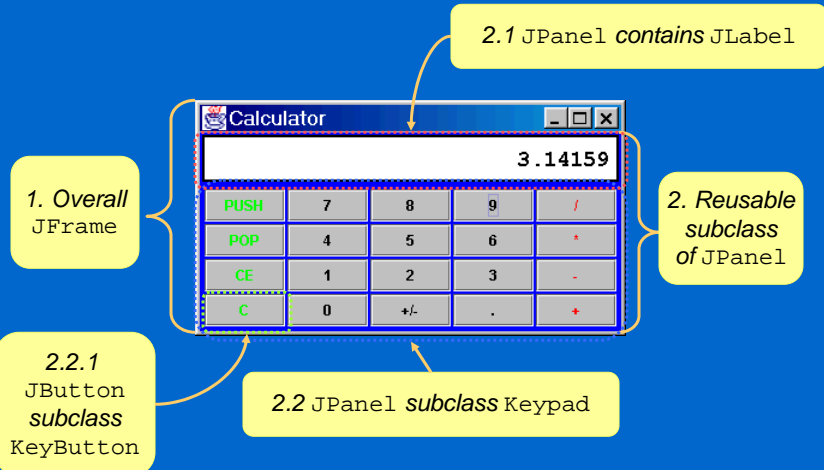 2.1 JPanel contains JLabel
Calculator
3.14159
1. Overall
JFrame
PUSH 7 8 9 /
POP 4 5 6 *
CE 1 2 3 -
C 0 +/- . +
2. Reusable
subclass
of JPanel
2.2.1
JButton
subclass
KeyButton
2.2 JPanel subclass Keypad